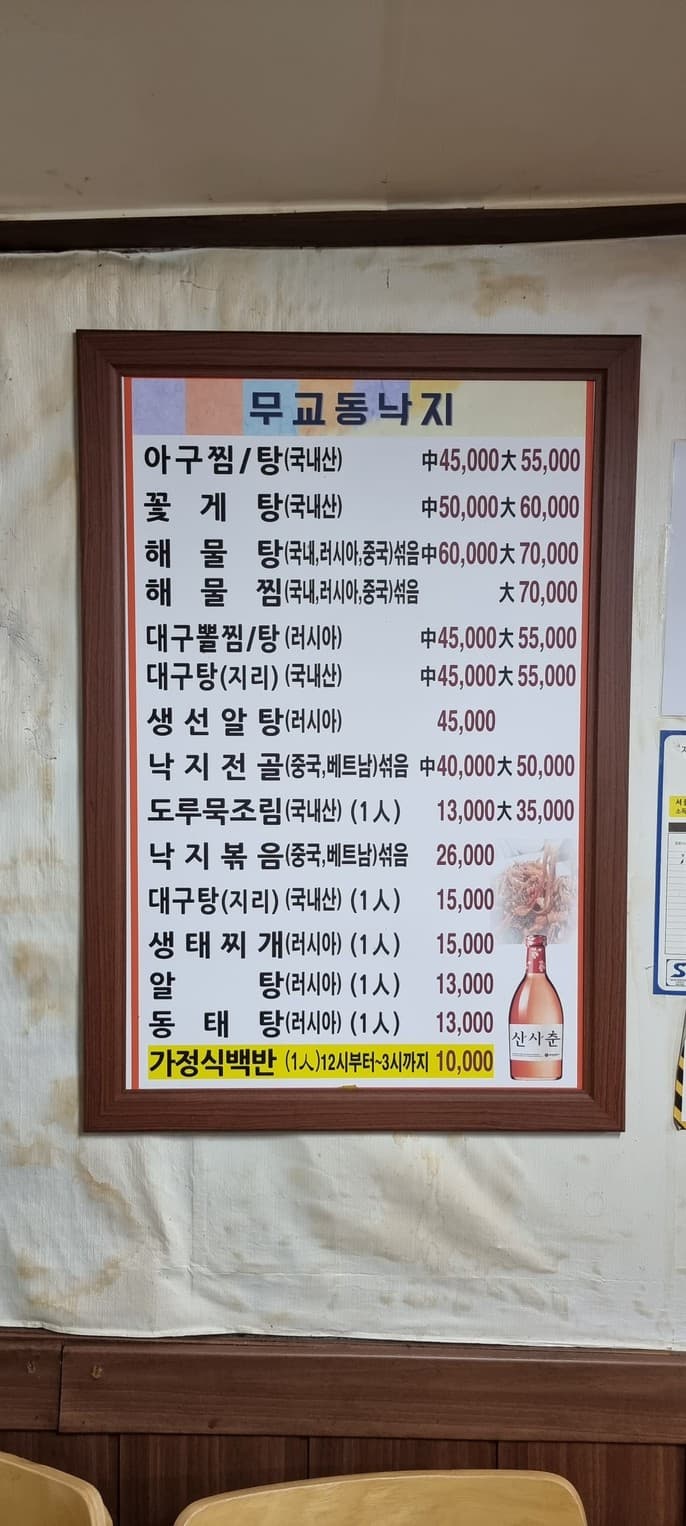 무교동낙지
아구찜/탕(국내산) 中45,000大55,000
꽃게탕(국내산) 中50,000大60,000
해물탕(국내,러시아,중국)섞음中60,000大70,000
해물찜(국내,러시아,중국)섞음 大70,000
대구뽈찜/탕(러시아) 中45,000大55,000
대구탕(지리)(국내산) 中45,000大55,000
생선알탕(러시아) 45,000
낙지전골(중국,베트남)섞음 中40,000大50,000
도루묵조림(국내산)(1人) 13,000大35,000
낙지볶음(중국,베트남)섞음 26,000
대구탕(지리)(국내산)(1人) 15,000
생태찌개(러시아)(1人) 15,000
알탕(러시아)(1人) 13,000
동태탕(러시아)(1人) 13,000
산사춘
가정식백반 (1人)12시부터~3시까지 10,000